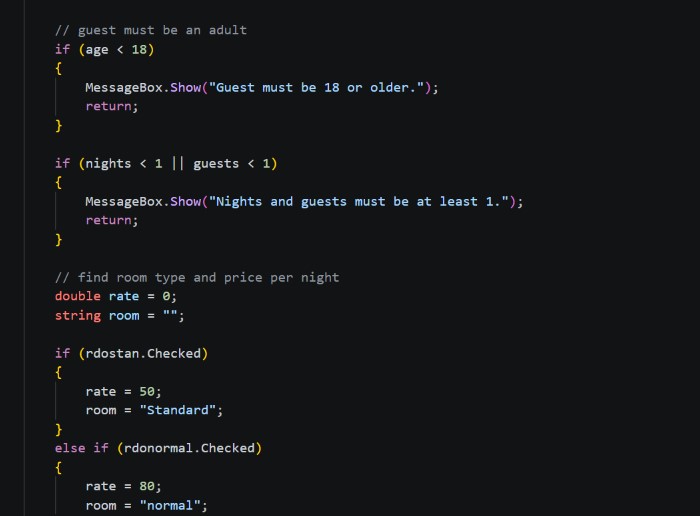 // guest must be an adult
if (age < 18)
{
MessageBox.Show("Guest must be 18 or older.");
return;
}
if (nights < 1 || guests < 1)
{
MessageBox.Show("Nights and guests must be at least 1.");
return;
}
// find room type and price per night
double rate = 0;
string room = "";
if (rdostan.Checked)
{
rate = 50;
room = "Standard";
}
else if (rdonormal.Checked)
{
rate = 80;
room = "normal";